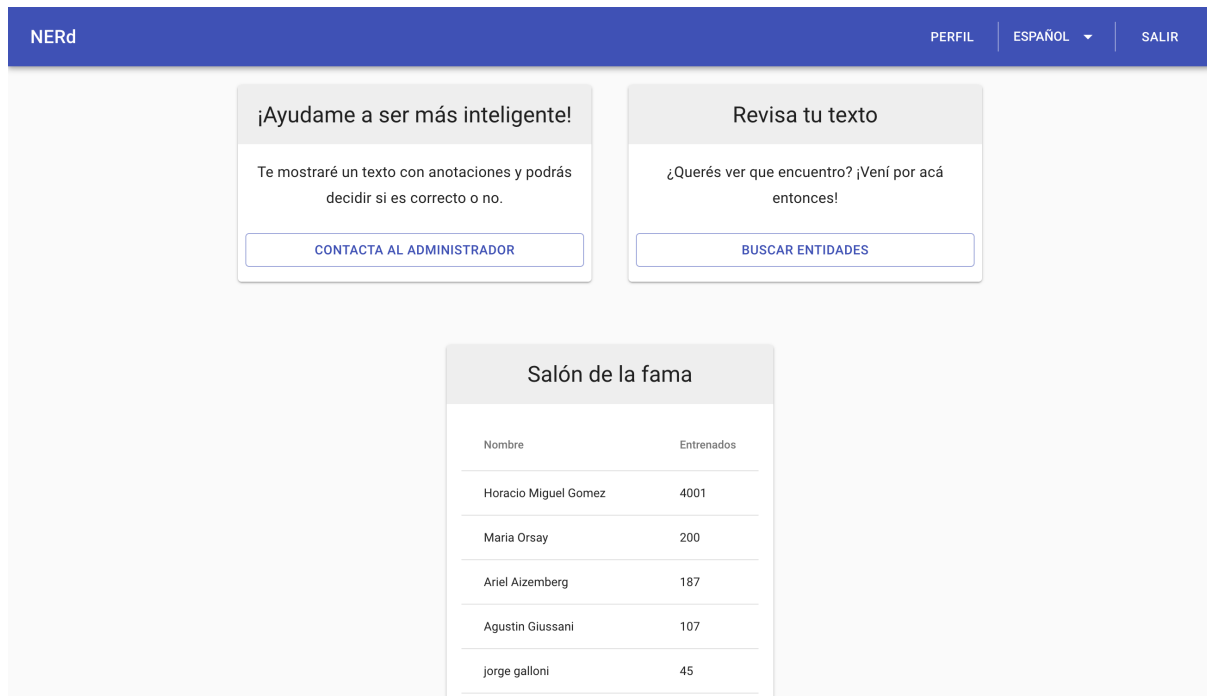 NERd
PERFIL
ESPAÑOL
SALIR
¡Ayudame a ser más inteligente!
Te mostraré un texto con anotaciones y podrás
decidir si es correcto o no.
CONTACTA AL ADMINISTRADOR
Revisa tu texto
¿Querés ver que encuentro? ¡Vení por acá
entonces!
BUSCAR ENTIDADES
Salón de la fama
Nombre Entrenados
Horacio Miguel Gomez 4001
Maria Orsay 200
Ariel Aizemberg 187
Agustin Giussani 107
jorge galloni 45